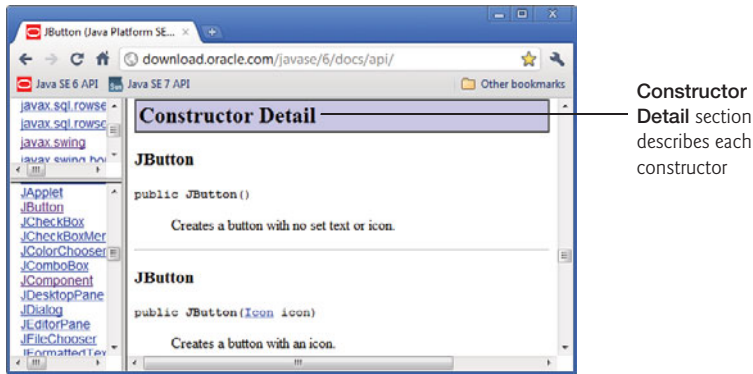 JButton (Java Platform SE...
download.oracle.com/javase/6/docs/api/
Java SE 6 API
Java SE 7 API
Other bookmarks
javax.sql.rowse
javax.sql.rowse
javax.swing
JApplet
JButton
JCheckBox
JCheckBoxMer
JColorChooser
JComboBox
JComponent
JDesktopPane
JDialog
JEditorPane
JFileChooser
JFormattedTex
Constructor Detail
JButton
public JButton()
Creates a button with no set text or icon.
JButton
public JButton(Icon icon)
Creates a button with an icon.
Constructor
Detail section
describes each
constructor